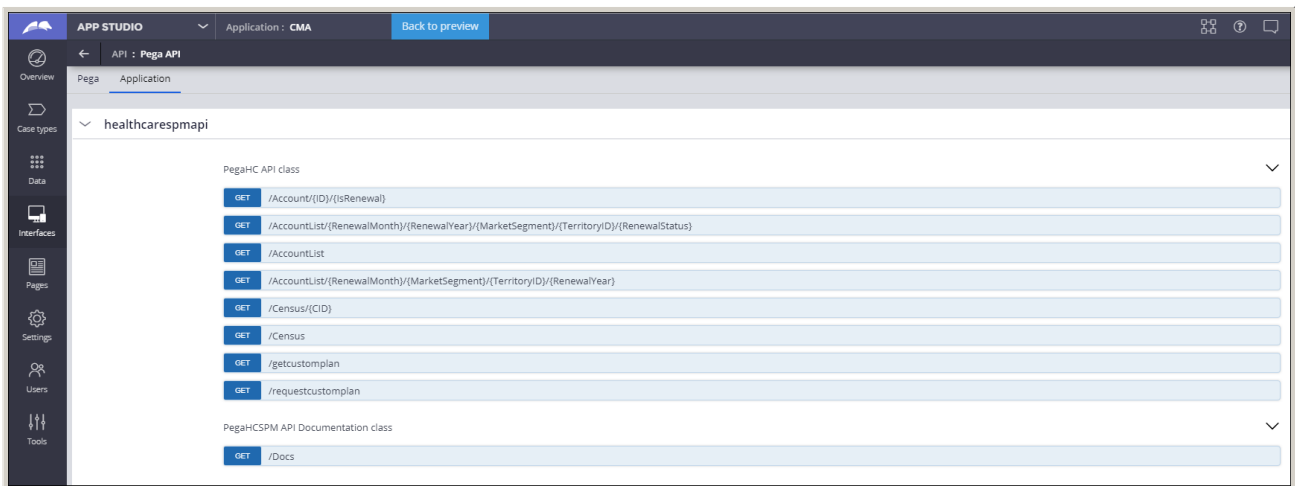 APP STUDIO Application : CMA Back to preview
API : Pega API
Overview
Pega Application
Case types
healthcarespmapi
Data
PegaHC API class
GET /Account/{ID}/{IsRenewal}
Interfaces
GET /AccountList/{RenewalMonth}/{RenewalYear}/{MarketSegment}/{TerritoryID}/{RenewalStatus}
GET /AccountList
Pages
GET /AccountList/{RenewalMonth}/{MarketSegment}/{TerritoryID}/{RenewalYear}
GET /Census/{CID}
Settings
GET /Census
GET /getcustomplan
Users
GET /requestcustomplan
PegaHCSPM API Documentation class
Tools
GET /Docs